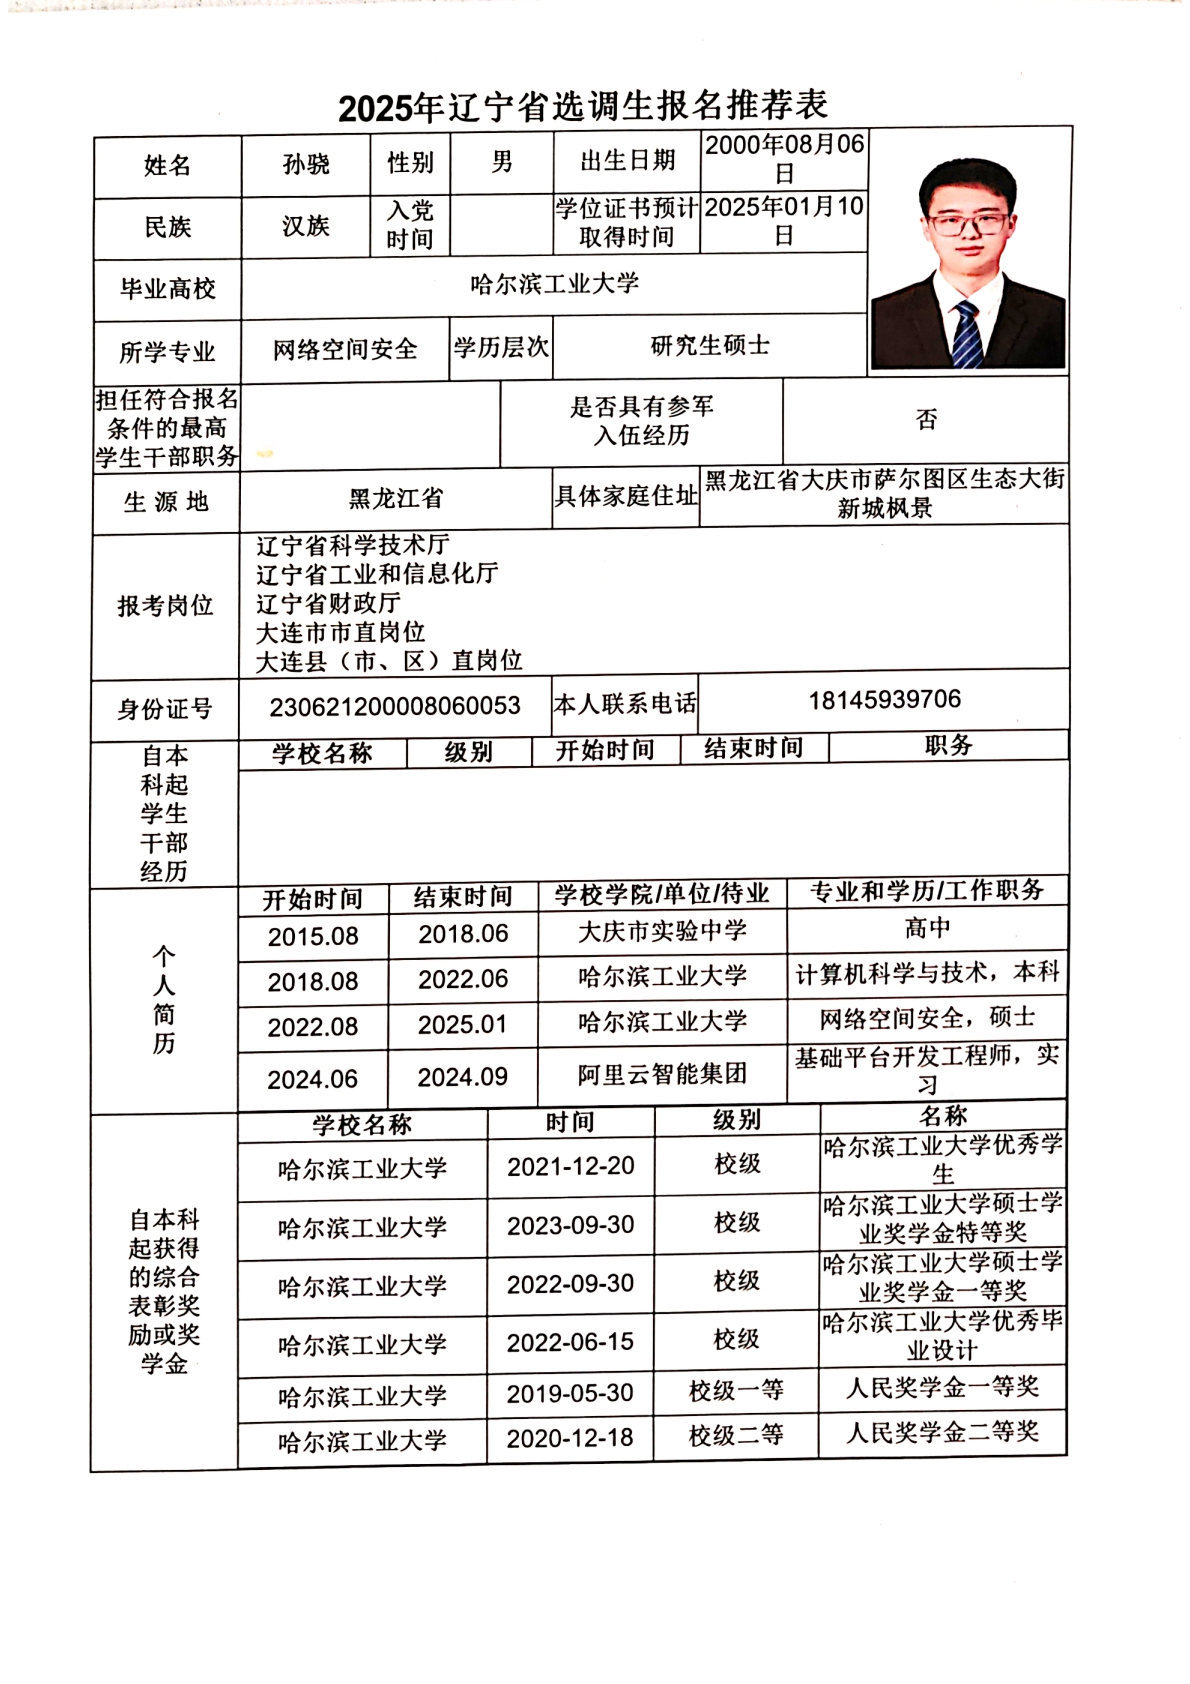 2025年辽宁省选调生报名推荐表
姓名 孙骁 性别 男 出生日期 2000年08月06日
民族 汉族 入党时间 学位证书预计取得时间 2025年01月10日
毕业高校 哈尔滨工业大学
所学专业 网络空间安全 学历层次 研究生硕士
担任符合报名条件的最高学生干部职务 是否具有参军入伍经历 否
生源地 黑龙江省 具体家庭住址 黑龙江省大庆市萨尔图区生态大街新城枫景
报考岗位
辽宁省科学技术厅
辽宁省工业和信息化厅
辽宁省财政厅
大连市市直岗位
大连县（市、区）直岗位
身份证号 230621200008060053 本人联系电话 18145939706
自本科起学生干部经历
学校名称 级别 开始时间 结束时间 职务
个人简历
开始时间 结束时间 学校学院/单位/待业 专业和学历/工作职务
2015.08 2018.06 大庆市实验中学 高中
2018.08 2022.06 哈尔滨工业大学 计算机科学与技术，本科
2022.08 2025.01 哈尔滨工业大学 网络空间安全，硕士
2024.06 2024.09 阿里云智能集团 基础平台开发工程师，实习
自本科起获得的综合表彰奖励或奖学金
学校名称 时间 级别 名称
哈尔滨工业大学 2021-12-20 校级 哈尔滨工业大学优秀学生
哈尔滨工业大学 2023-09-30 校级 哈尔滨工业大学硕士学业奖学金特等奖
哈尔滨工业大学 2022-09-30 校级 哈尔滨工业大学硕士学业奖学金一等奖
哈尔滨工业大学 2022-06-15 校级 哈尔滨工业大学优秀毕业设计
哈尔滨工业大学 2019-05-30 校级一等 人民奖学金一等奖
哈尔滨工业大学 2020-12-18 校级二等 人民奖学金二等奖